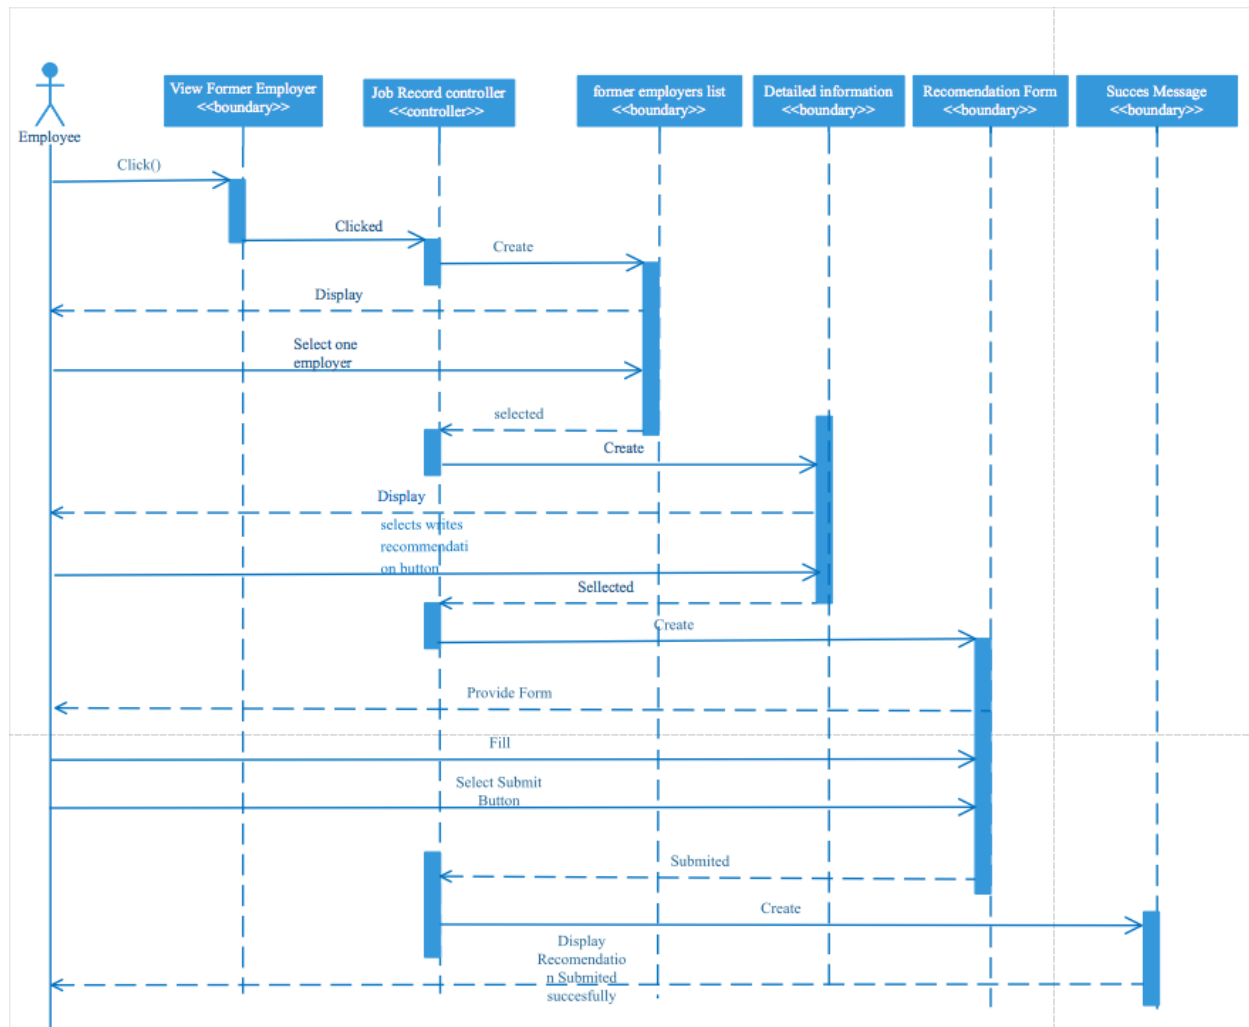 View Former Employer
<<boundary>>
Job Record controller
<<controller>>
former employers list
<<boundary>>
Detailed information
<<boundary>>
Recomendation Form
<<boundary>>
Succes Message
<<boundary>>
Employee
Click()
Clicked
Create
Display
Select one
employer
selected
Create
Display
selects writes
recommendati
on button
Sellected
Create
Provide Form
Fill
Select Submit
Button
Submited
Create
Display
Recomendatio
n Submited
succesfully